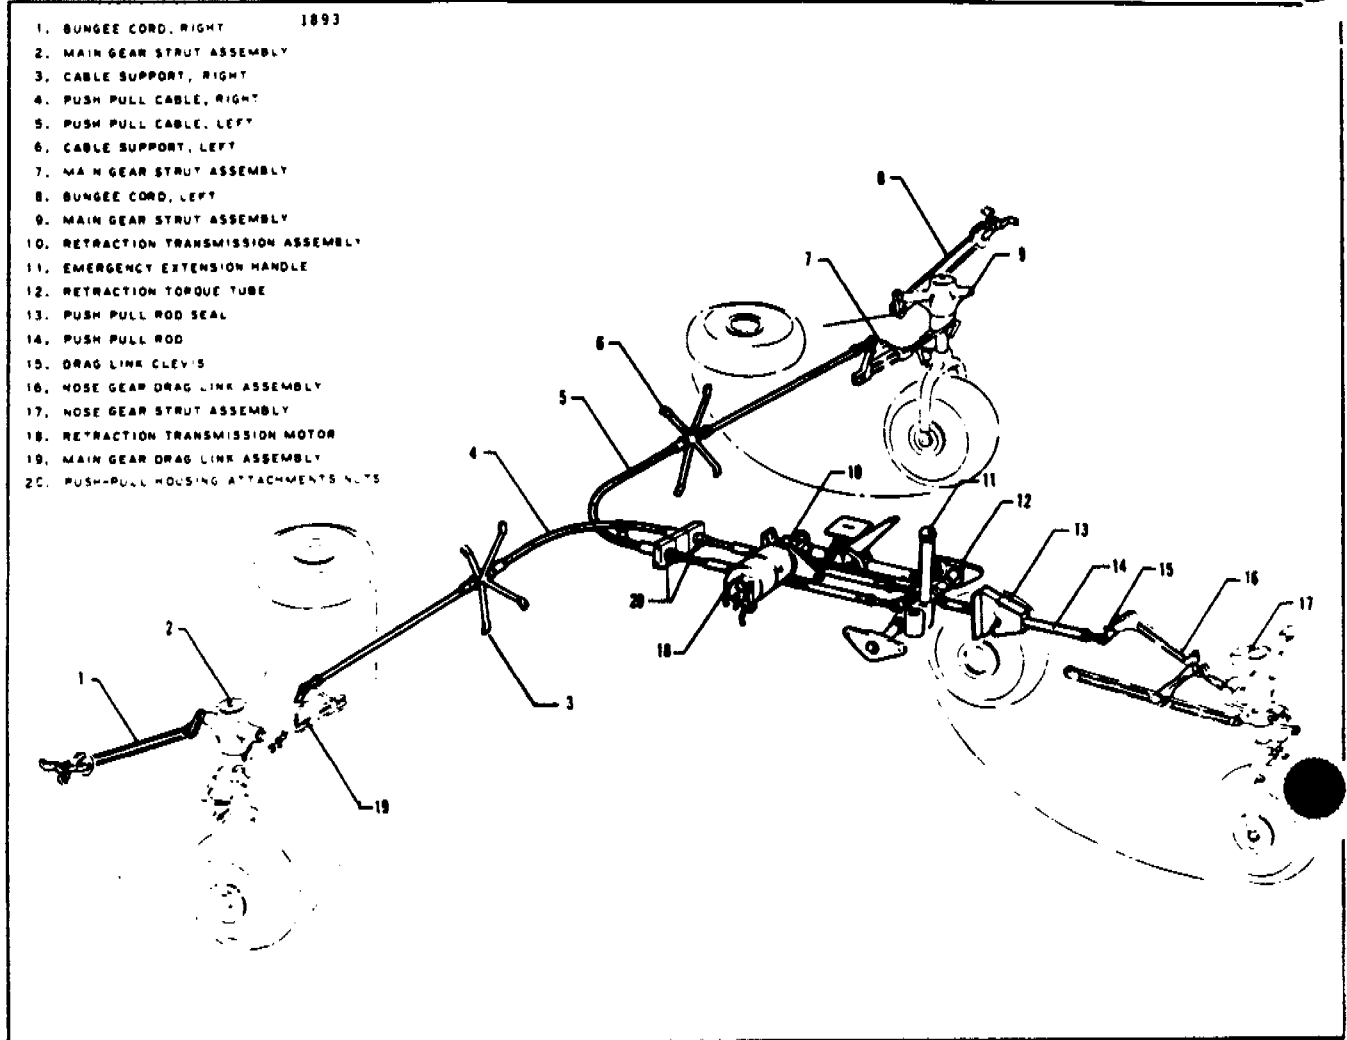 1893
1. BUNGEE CORD, RIGHT
2. MAIN GEAR STRUT ASSEMBLY
3. CABLE SUPPORT, RIGHT
4. PUSH PULL CABLE, RIGHT
5. PUSH PULL CABLE, LEFT
6. CABLE SUPPORT, LEFT
7. MAIN GEAR STRUT ASSEMBLY
8. BUNGEE CORD, LEFT
9. MAIN GEAR STRUT ASSEMBLY
10. RETRACTION TRANSMISSION ASSEMBLY
11. EMERGENCY EXTENSION HANDLE
12. RETRACTION TORQUE TUBE
13. PUSH PULL ROD SEAL
14. PUSH PULL ROD
15. DRAG LINK CLEVIS
16. NOSE GEAR DRAG LINK ASSEMBLY
17. NOSE GEAR STRUT ASSEMBLY
18. RETRACTION TRANSMISSION MOTOR
19. MAIN GEAR DRAG LINK ASSEMBLY
20. PUSH-PULL HOUSING ATTACHMENTS NUTS
8
7
9
6
5
4
10
11
12
13
14
15
16
17
20
18
2
1
3
19